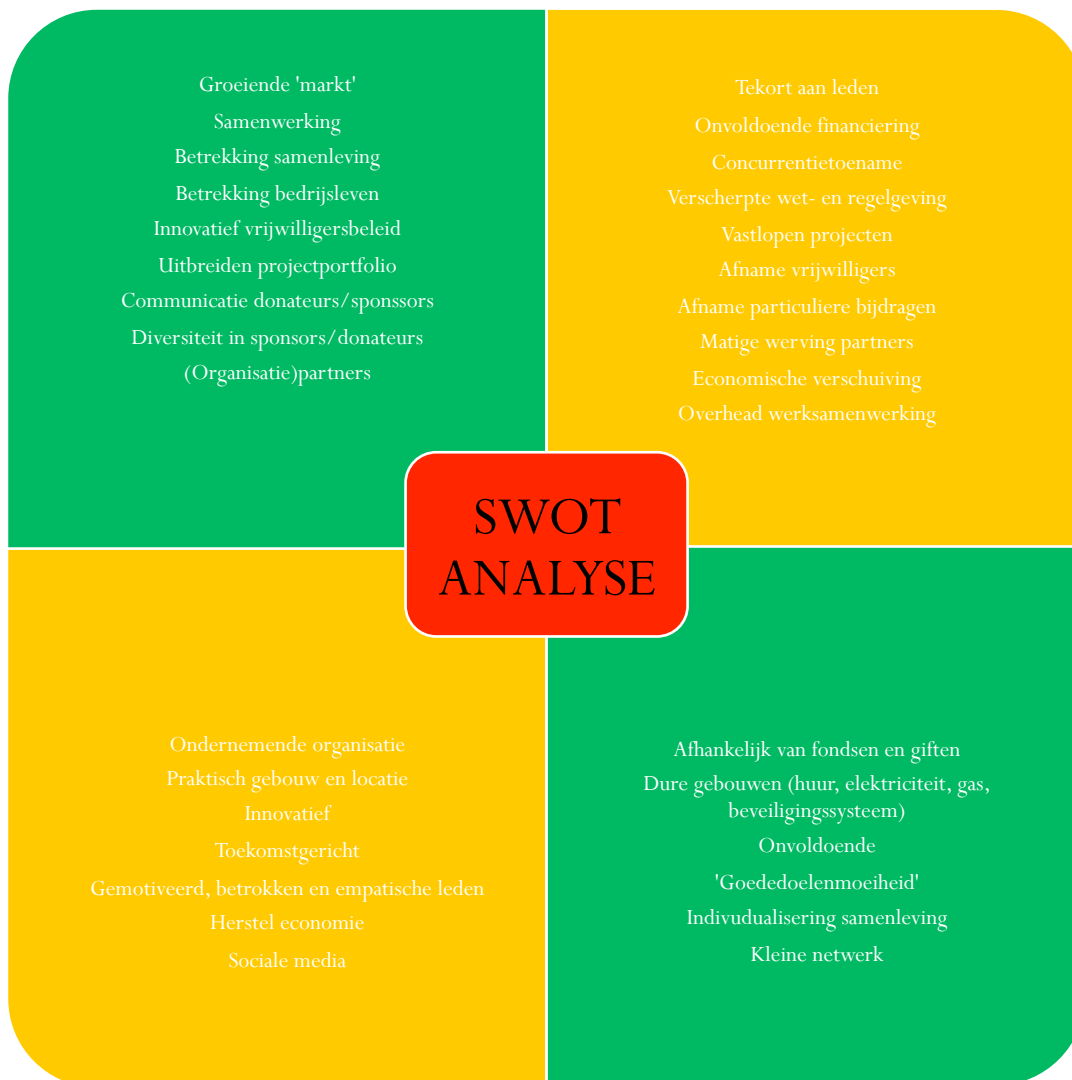 Groeiende 'markt'
Samenwerking
Betrekking samenleving
Betrekking bedrijsleven
Innovatief vrijwilligersbeleid
Uitbreiden projectportfolio
Communicatie donateurs/sponssors
Diversiteit in sponsors/donateurs
(Organisatie)partners
Tekort aan leden
Onvoldoende financiering
Concurrentietoename
Verscherpte wet- en regelgeving
Vastlopen projecten
Afname vrijwilligers
Afname particuliere bijdragen
Matige werving partners
Economische verschuiving
Overhead werksamenwerking
SWOT
ANALYSE
Ondernemende organisatie
Praktisch gebouw en locatie
Innovatief
Toekomstgericht
Gemotiveerd, betrokken en empatische leden
Herstel economie
Sociale media
Afhankelijk van fondsen en giften
Dure gebouwen (huur, elektriciteit, gas,
beveiligingssysteem)
Onvoldoende
'Goededoelenmoeiheid'
Indivudualisering samenleving
Kleine netwerk